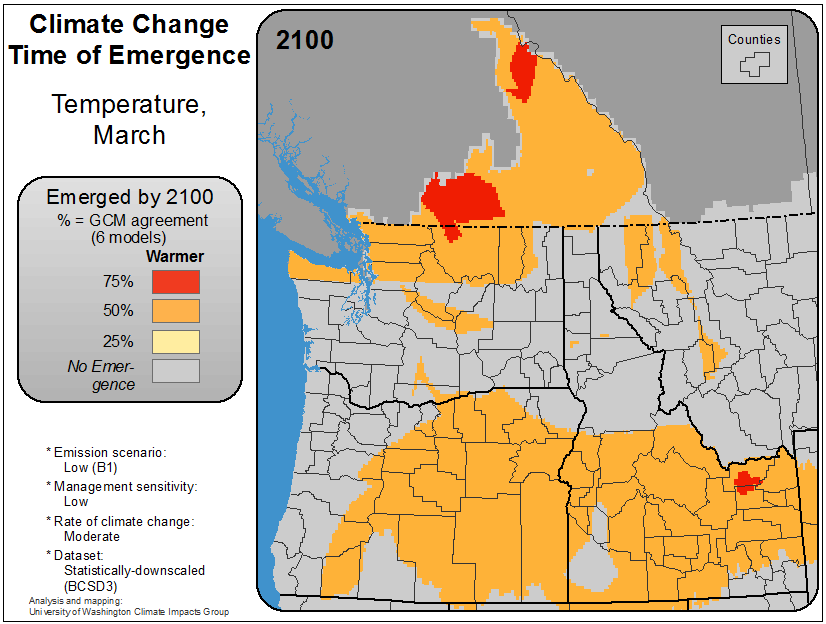 Climate Change
Time of Emergence
Temperature,
March
Emerged by 2100
% = GCM agreement
(6 models)
Warmer
75%
50%
25%
No Emer-
gence
* Emission scenario:
Low (B1)
* Management sensitivity:
Low
* Rate of climate change:
Moderate
* Dataset:
Statistically-downscaled
(BCSD3)
Analysis and mapping:
University of Washington Climate Impacts Group
2100
Counties